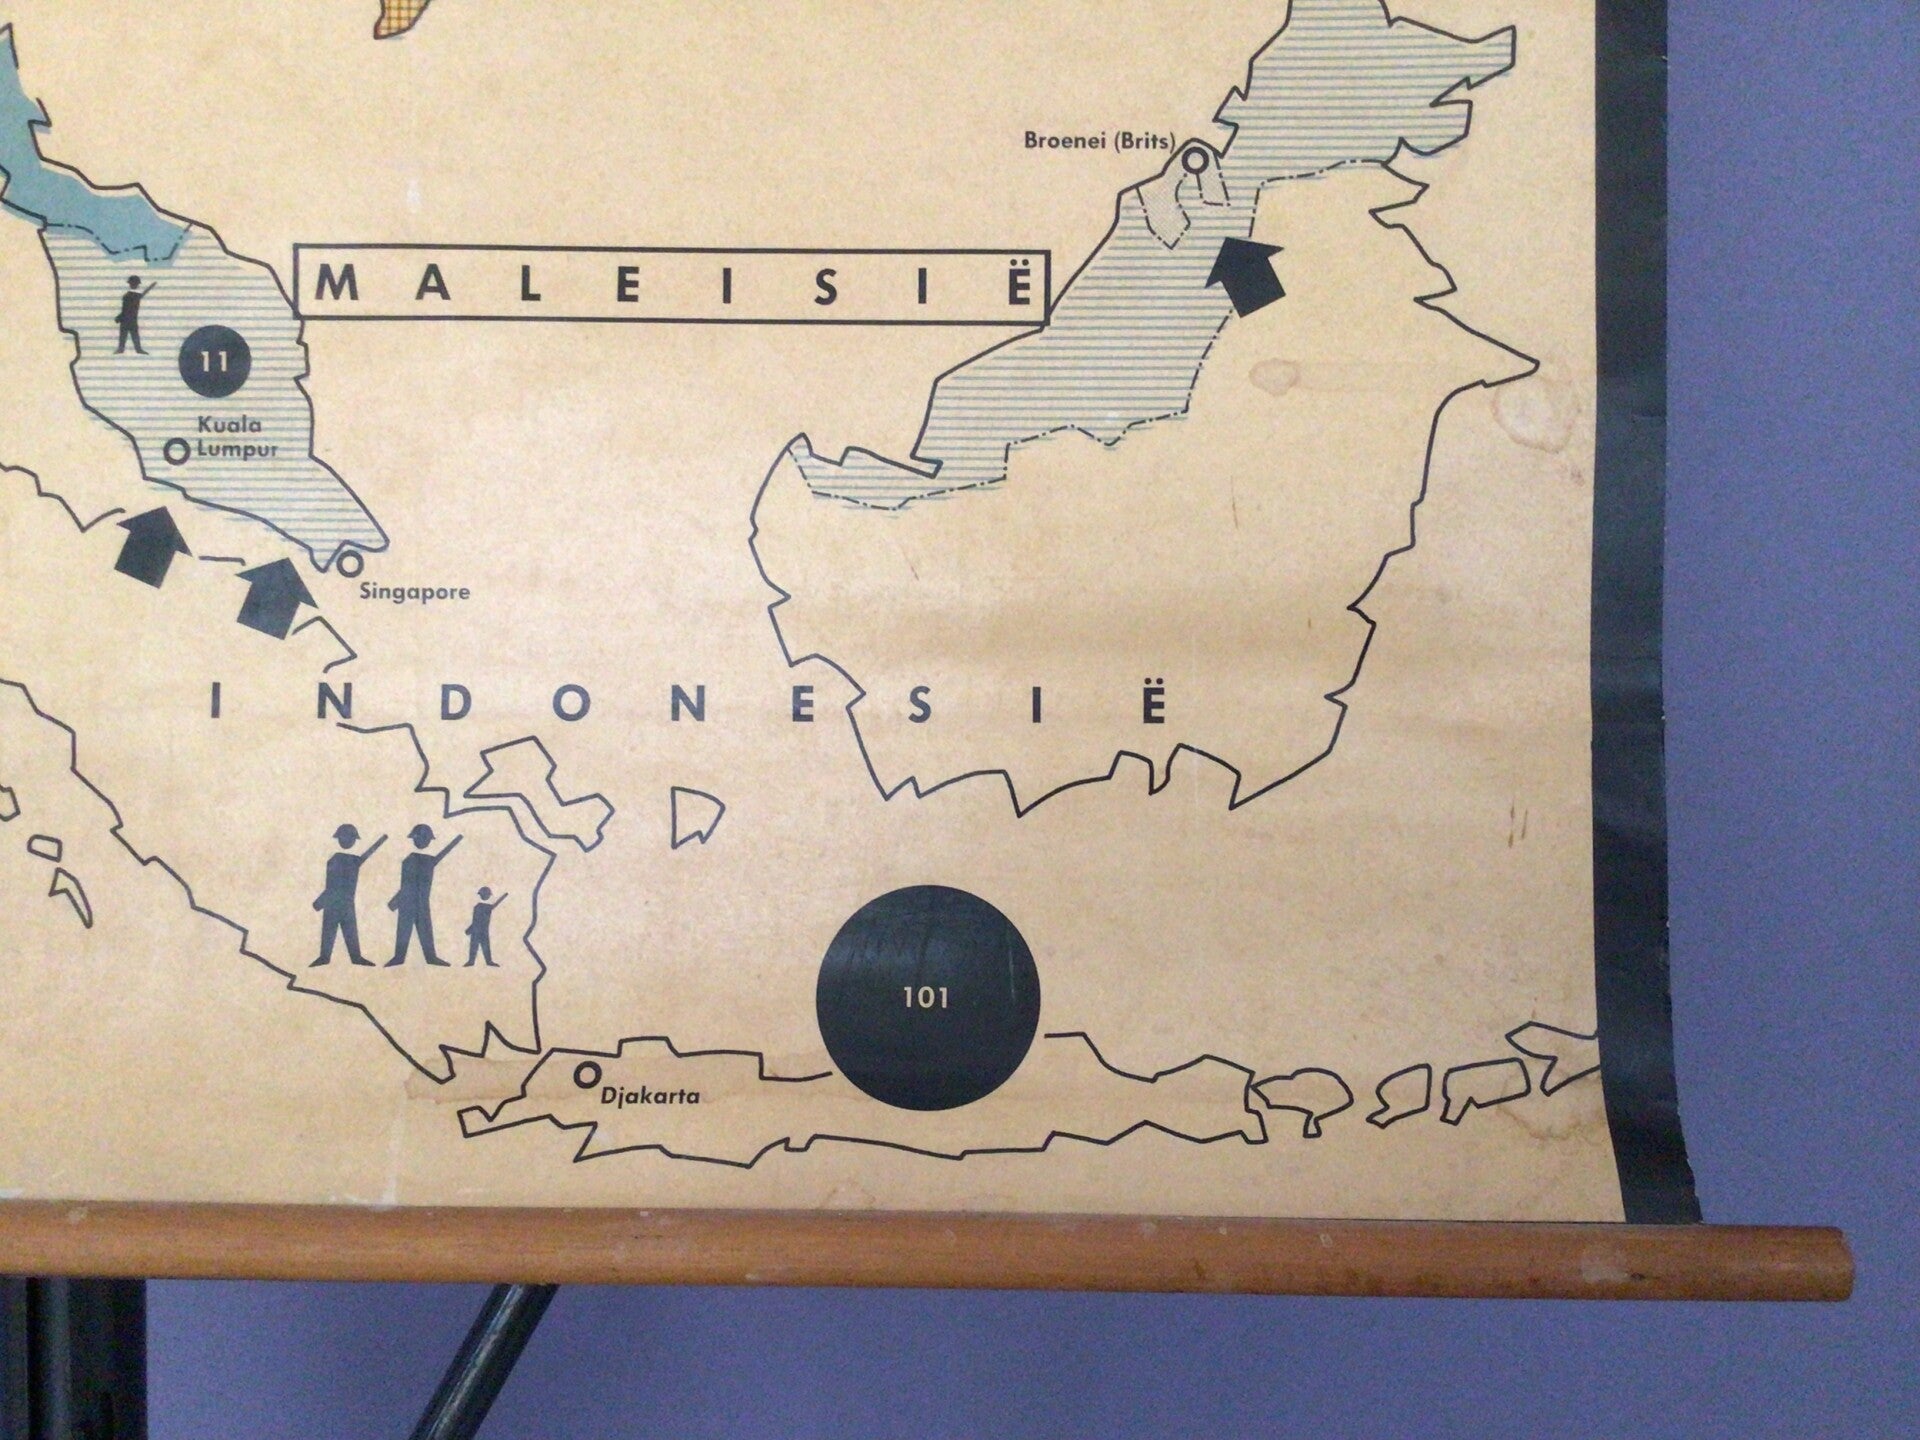 Broenei (Brits)
MALEISIË
11
Kuala
Lumpur
Singapore
INDONESIË
101
Djakarta